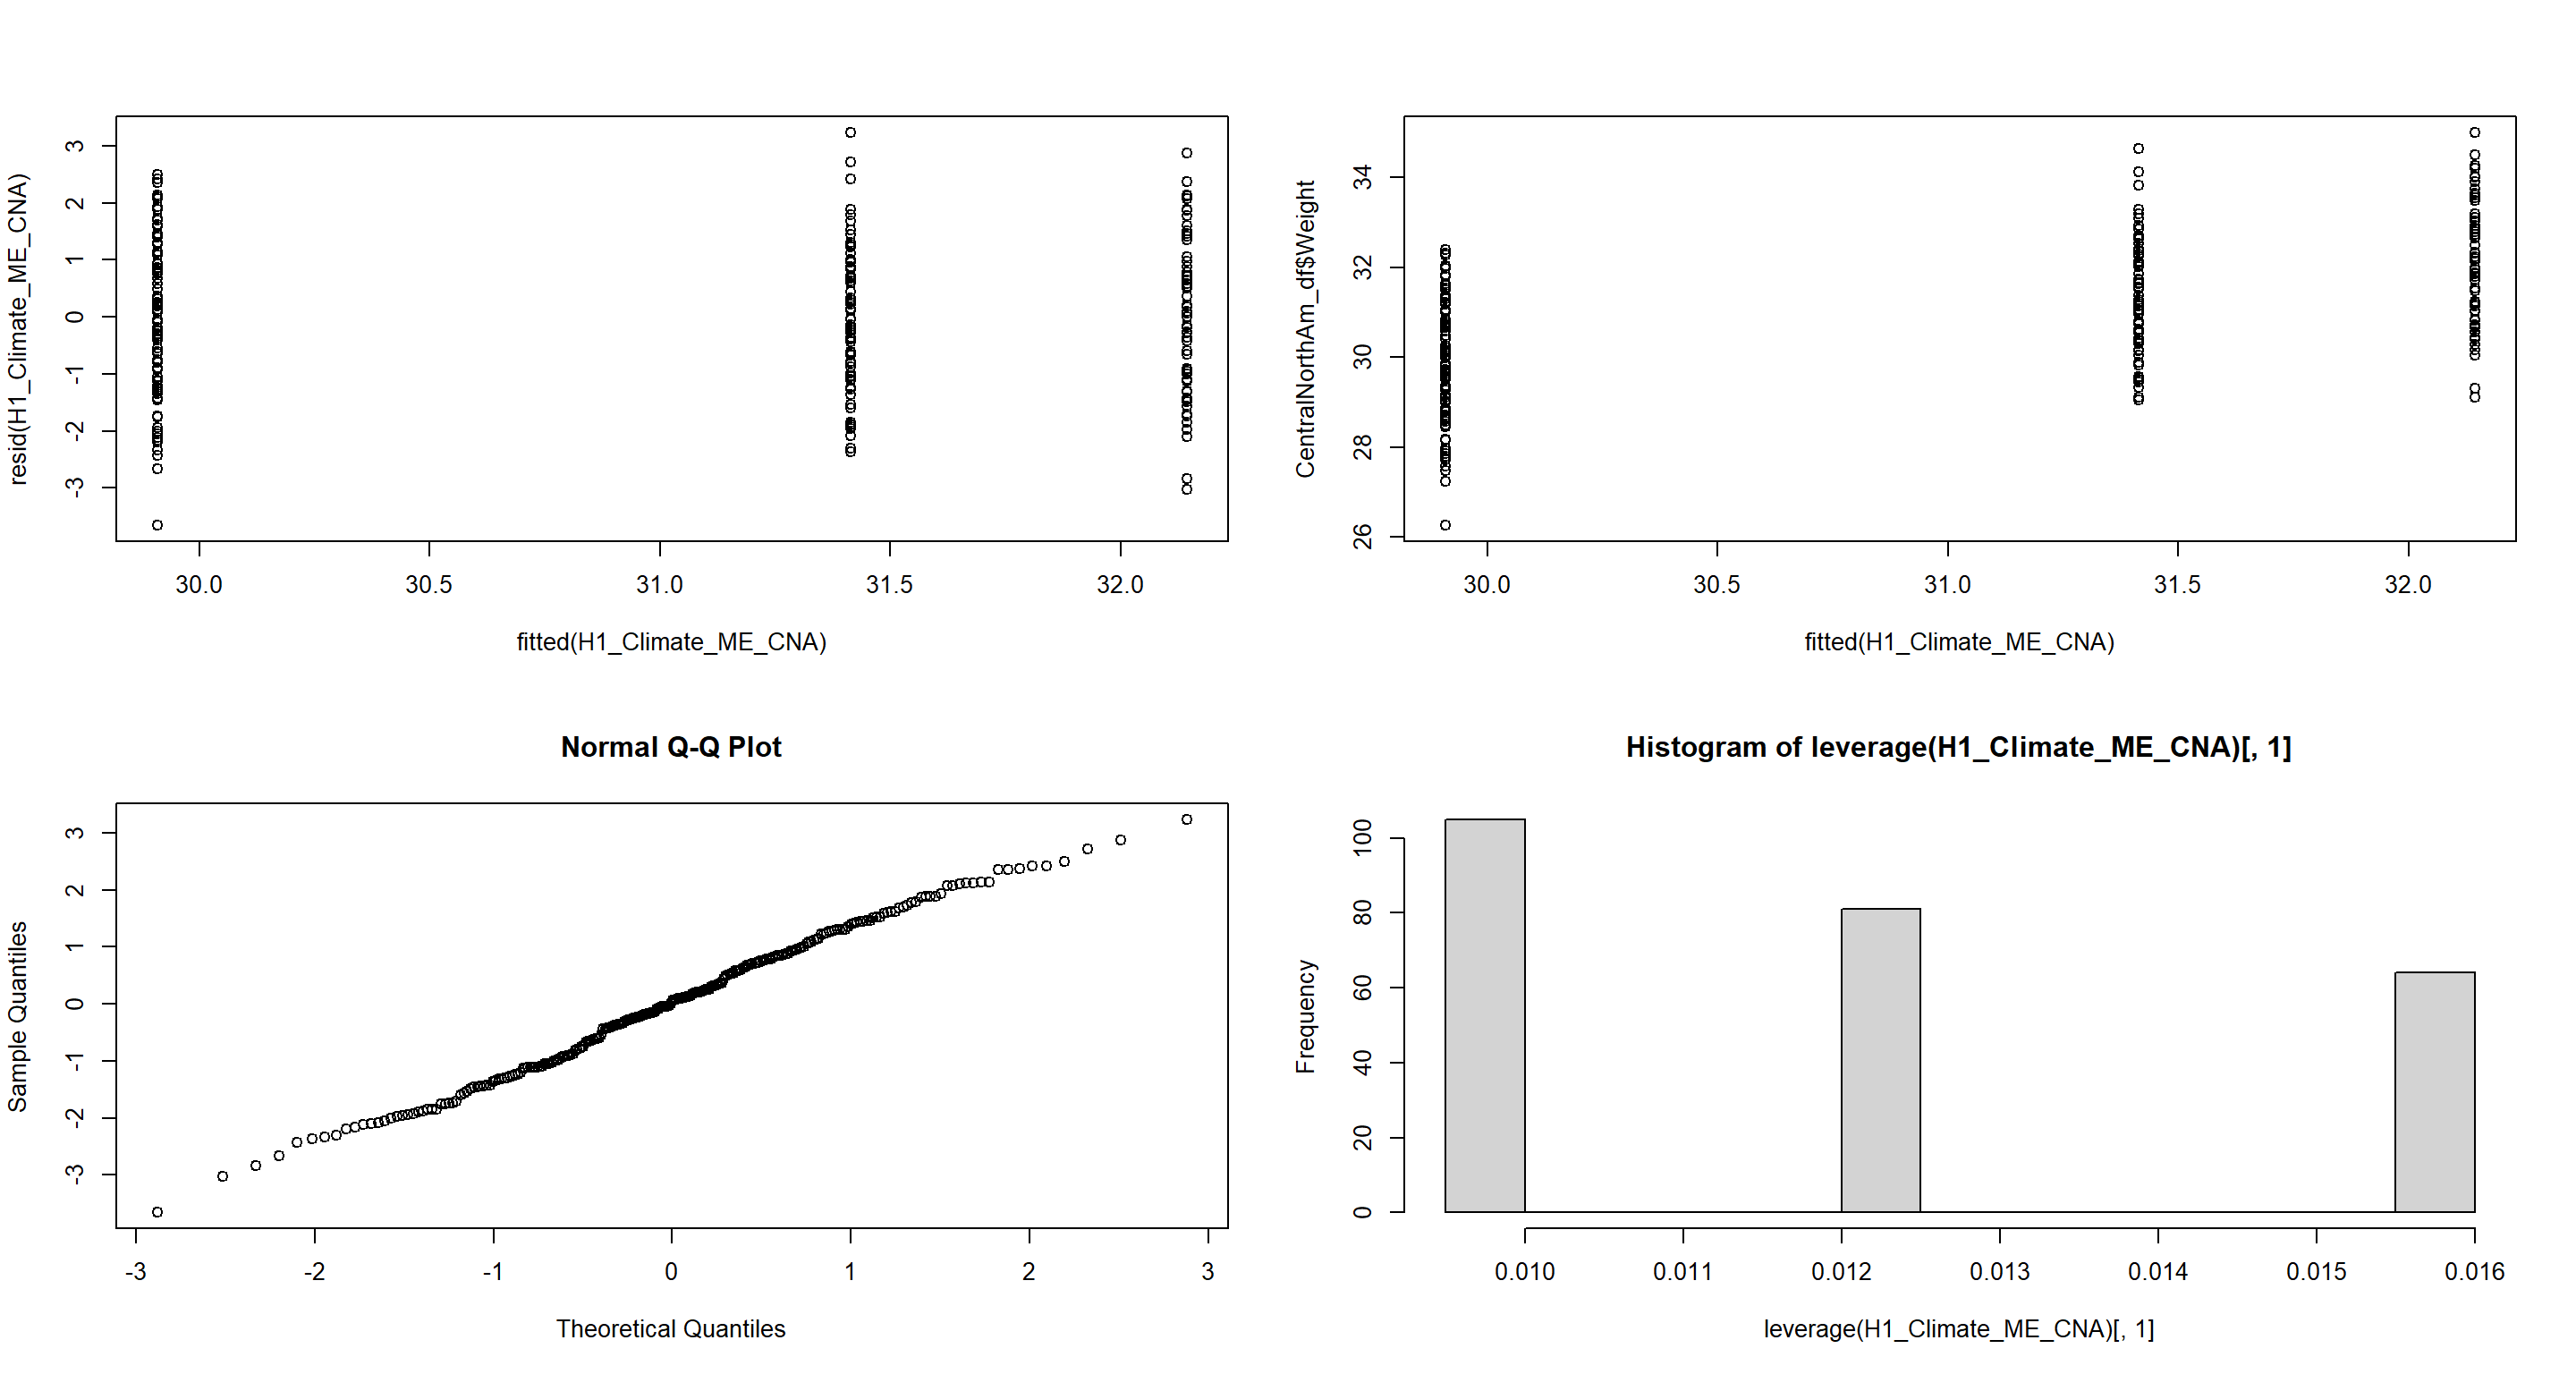 resid(H1_Climate_ME_CNA)
3
2
1
0
-1
-2
-3
30.0 30.5 31.0 31.5 32.0
fitted(H1_Climate_ME_CNA)
CentralNorthAm_df$Weight
34
32
30
28
26
30.0 30.5 31.0 31.5 32.0
fitted(H1_Climate_ME_CNA)
Normal Q-Q Plot
Sample Quantiles
3
2
1
0
-1
-2
-3
-3 -2 -1 0 1 2 3
Theoretical Quantiles
Histogram of leverage(H1_Climate_ME_CNA)[, 1]
Frequency
100
80
60
40
20
0
0.010 0.011 0.012 0.013 0.014 0.015 0.016
leverage(H1_Climate_ME_CNA)[, 1]